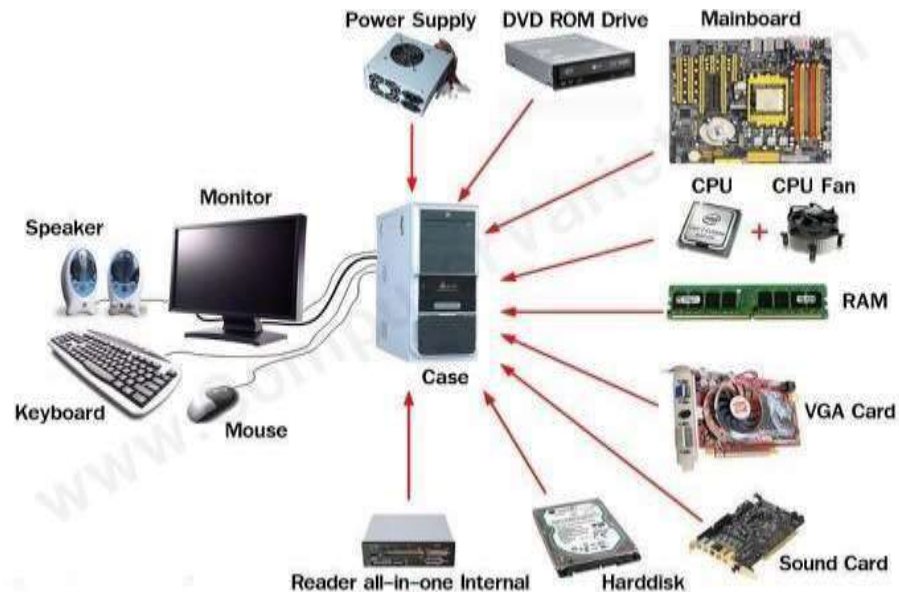 Power Supply
DVD ROM Drive
Mainboard
CPU
CPU Fan
+
Monitor
Speaker
RAM
Case
VGA Card
Keyboard
Mouse
Reader all-in-one Internal
Harddisk
Sound Card